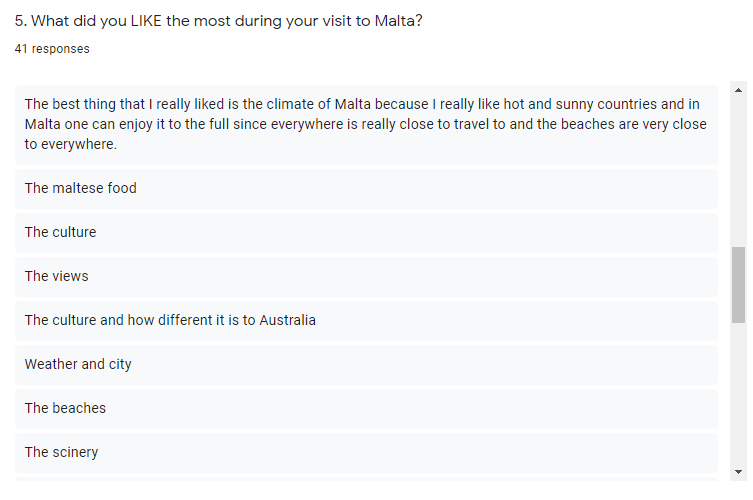 5. What did you LIKE the most during your visit to Malta?
41 responses
The best thing that I really liked is the climate of Malta because I really like hot and sunny countries and in
Malta one can enjoy it to the full since everywhere is really close to travel to and the beaches are very close
to everywhere.
The maltese food
The culture
The views
The culture and how different it is to Australia
Weather and city
The beaches
The scinery